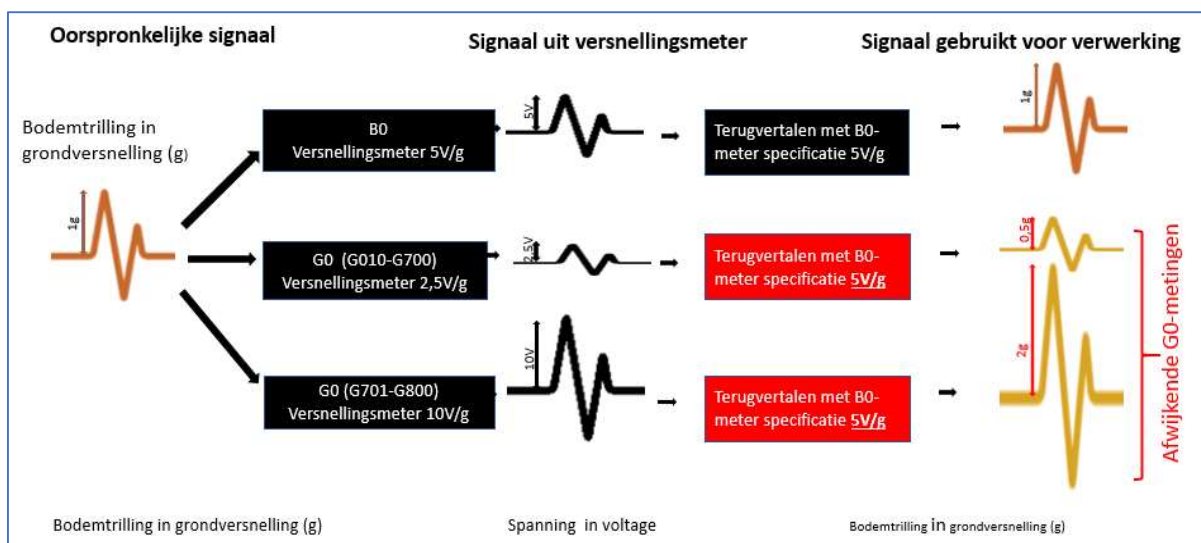 Oorspronkelijke signaal
Signaal uit versnellingsmeter
Signaal gebruikt voor verwerking
Bodemtrilling in
grondversnelling (g)
1g
B0
Versnellingsmeter 5V/g
5V
Terugvertalen met B0-
meter specificatie 5V/g
1g
G0 (G010-G700)
Versnellingsmeter 2,5V/g
2,5V
Terugvertalen met B0-
meter specificatie 5V/g
0,5g
G0 (G701-G800)
Versnellingsmeter 10V/g
10V
Terugvertalen met B0-
meter specificatie 5V/g
2g
Afwijkende G0-metingen
Bodemtrilling in grondversnelling (g)
Spanning in voltage
Bodemtrilling in grondversnelling (g)